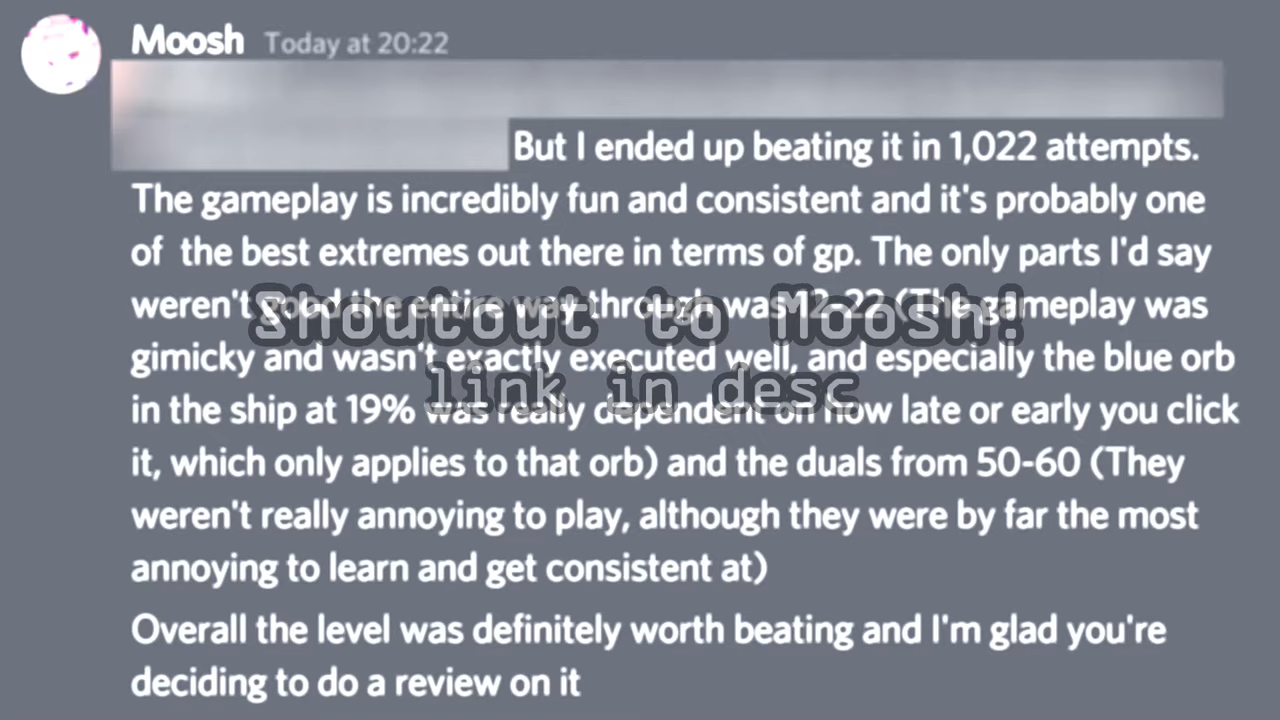 Moosh Today at 20:22
But I ended up beating it in 1,022 attempts.
The gameplay is incredibly fun and consistent and it's probably one
of the best extremes out there in terms of gp. The only parts I'd say
weren't good the entire way through was 12-22 (The gameplay was
Shoutout to Moosh!
gimicky and wasn't exactly executed well, and especially the blue orb
link in desc
in the ship at 19% was really dependent on how late or early you click
it, which only applies to that orb) and the duals from 50-60 (They
weren't really annoying to play, although they were by far the most
annoying to learn and get consistent at)
Overall the level was definitely worth beating and I'm glad you're
deciding to do a review on it